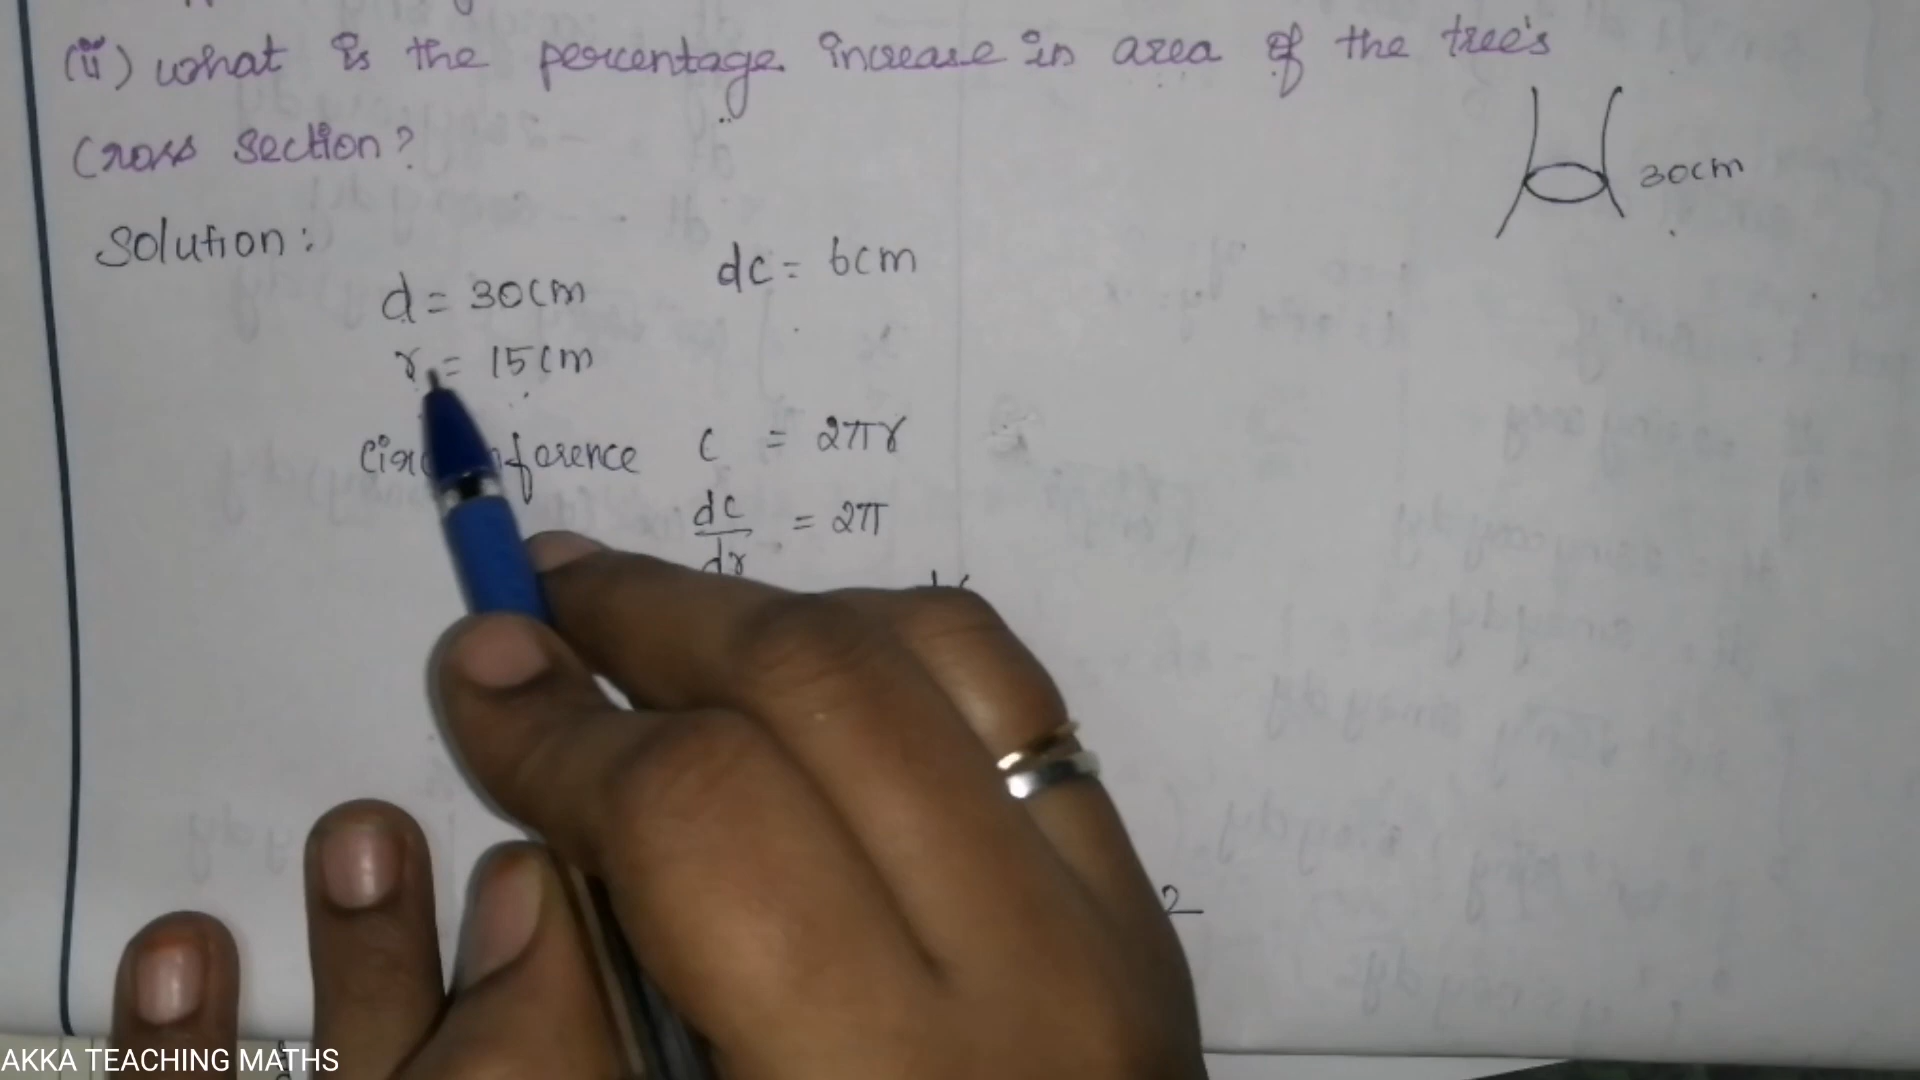 (ii) what is the percentage increase in area of the tree's
cross section?
30cm
Solution:
dc = 6cm
d = 30cm
r = 15cm
C = 2πr
dc/dr = 2π
2
AKKA TEACHING MATHS